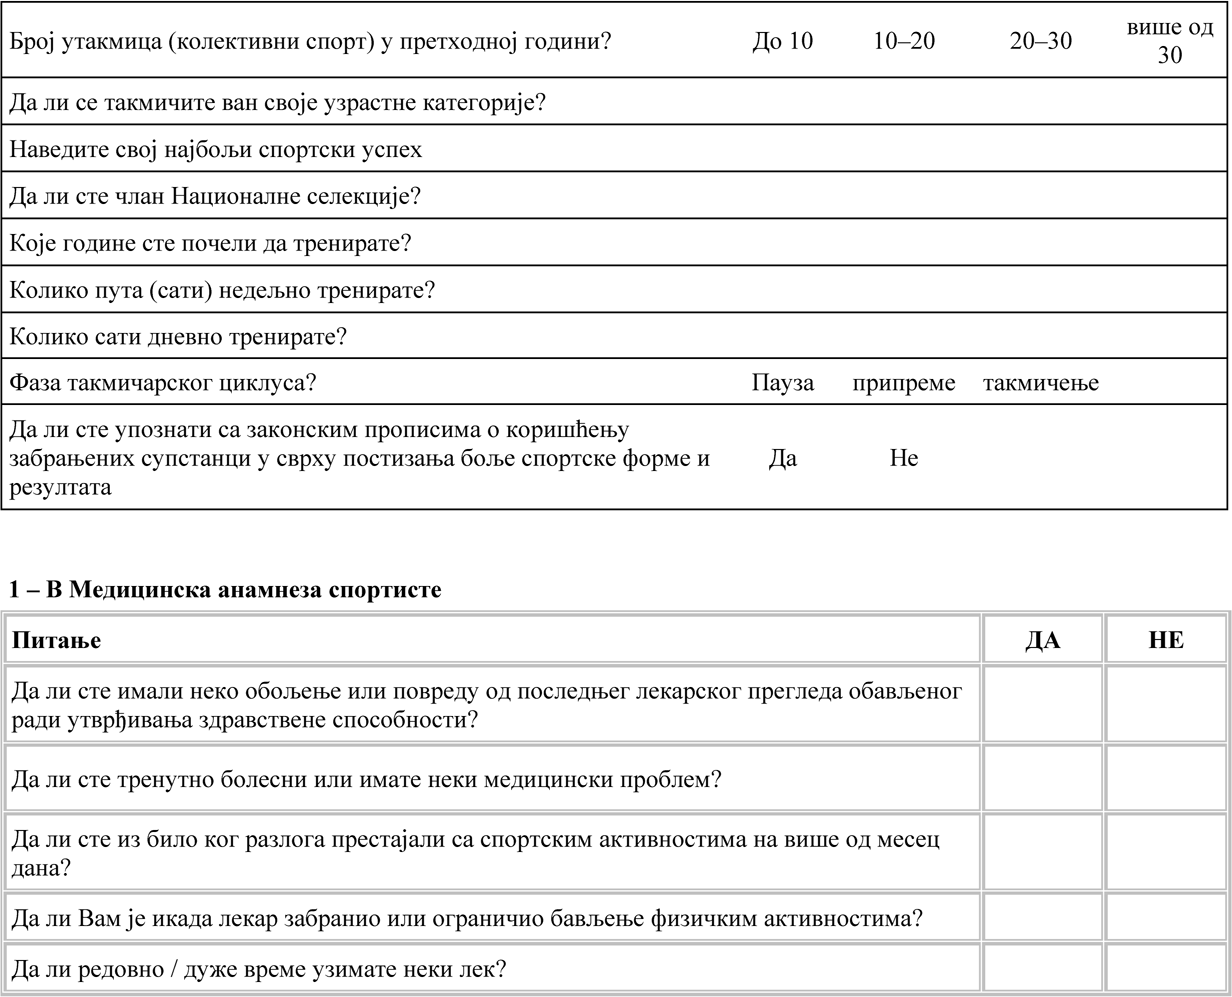 Број утакмица (колективни спорт) у претходној години? До 10 10–20 20–30 више од 30
Да ли се такмичите ван своје узрастне категорије?
Наведите свој најбољи спортски успех
Да ли сте члан Националне селекције?
Које године сте почели да тренирате?
Колико пута (сати) недељно тренирате?
Колико сати дневно тренирате?
Фаза такмичарског циклуса? Пауза припреме такмичење
Да ли сте упознати са законским прописима о коришћењу
забрањених супстанци у сврху постизања боље спортске форме и Да Не
резултата
1 – В Медицинска анамнеза спортисте
Питање ДА НЕ
Да ли сте имали неко обољење или повреду од последњег лекарског прегледа обављеног
ради утврђивања здравствене способности?
Да ли сте тренутно болесни или имате неки медицински проблем?
Да ли сте из било ког разлога престајали са спортским активностима на више од месец
дана?
Да ли Вам је икада лекар забранио или ограничио бављење физичким активностима?
Да ли редовно / дуже време узимате неки лек?